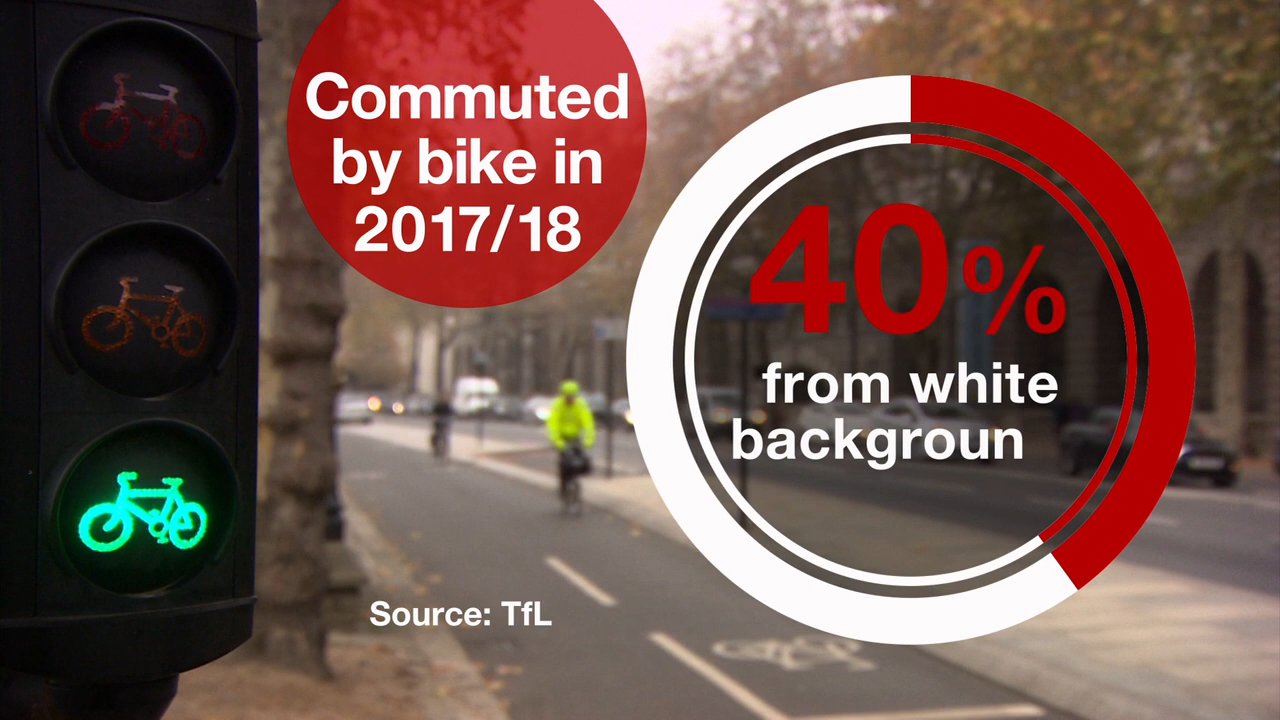 Commuted
by bike in
2017/18
40%
from white
backgroun
Source: TfL